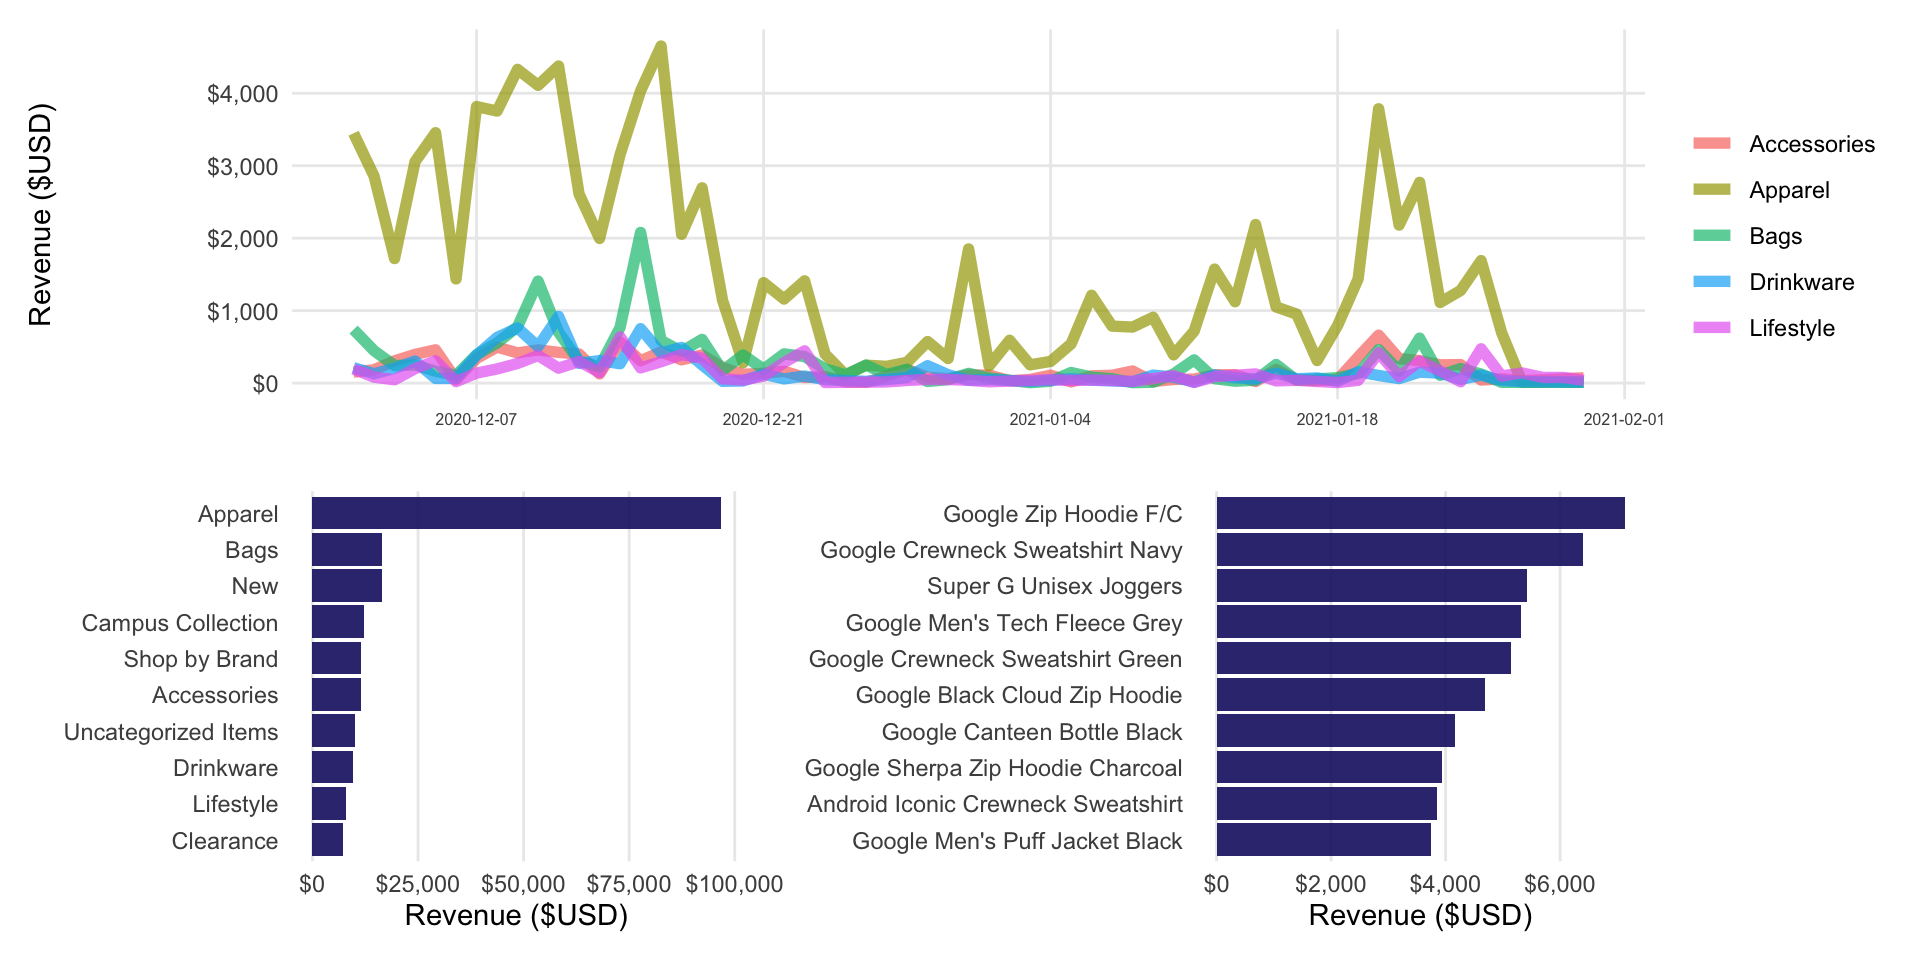 Revenue ($USD)
$4,000
$3,000
$2,000
$1,000
$0
2020-12-07
2020-12-21
2021-01-04
2021-01-18
2021-02-01
Accessories
Apparel
Bags
Drinkware
Lifestyle
Apparel
Bags
New
Campus Collection
Shop by Brand
Accessories
Uncategorized Items
Drinkware
Lifestyle
Clearance
$0
$25,000
$50,000
$75,000
$100,000
Revenue ($USD)
Google Zip Hoodie F/C
Google Crewneck Sweatshirt Navy
Super G Unisex Joggers
Google Men's Tech Fleece Grey
Google Crewneck Sweatshirt Green
Google Black Cloud Zip Hoodie
Google Canteen Bottle Black
Google Sherpa Zip Hoodie Charcoal
Android Iconic Crewneck Sweatshirt
Google Men's Puff Jacket Black
$0
$2,000
$4,000
$6,000
Revenue ($USD)